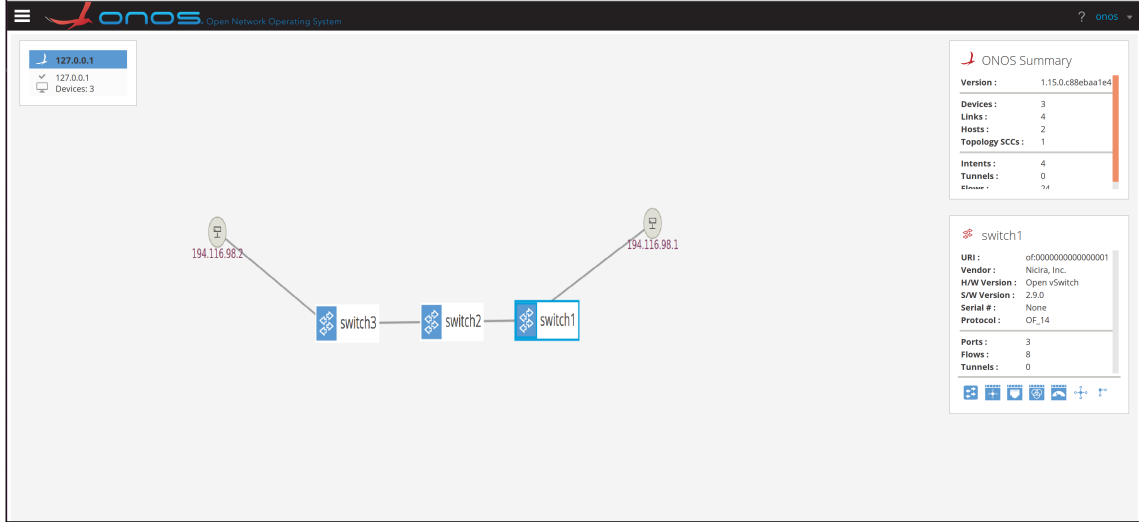 onos Open Network Operating System ? onos
127.0.0.1
127.0.0.1
Devices: 3
194.116.98.2
194.116.98.1
switch3
switch2
switch1
ONOS Summary
Version : 1.15.0.c88ebaa1e4
Devices : 3
Links : 4
Hosts : 2
Topology SCCs : 1
Intents : 4
Tunnels : 0
Flows : 24
switch1
URI : of:0000000000000001
Vendor : Nicira, Inc.
H/W Version : Open vSwitch
S/W Version : 2.9.0
Serial # : None
Protocol : OF_14
Ports : 3
Flows : 8
Tunnels : 0